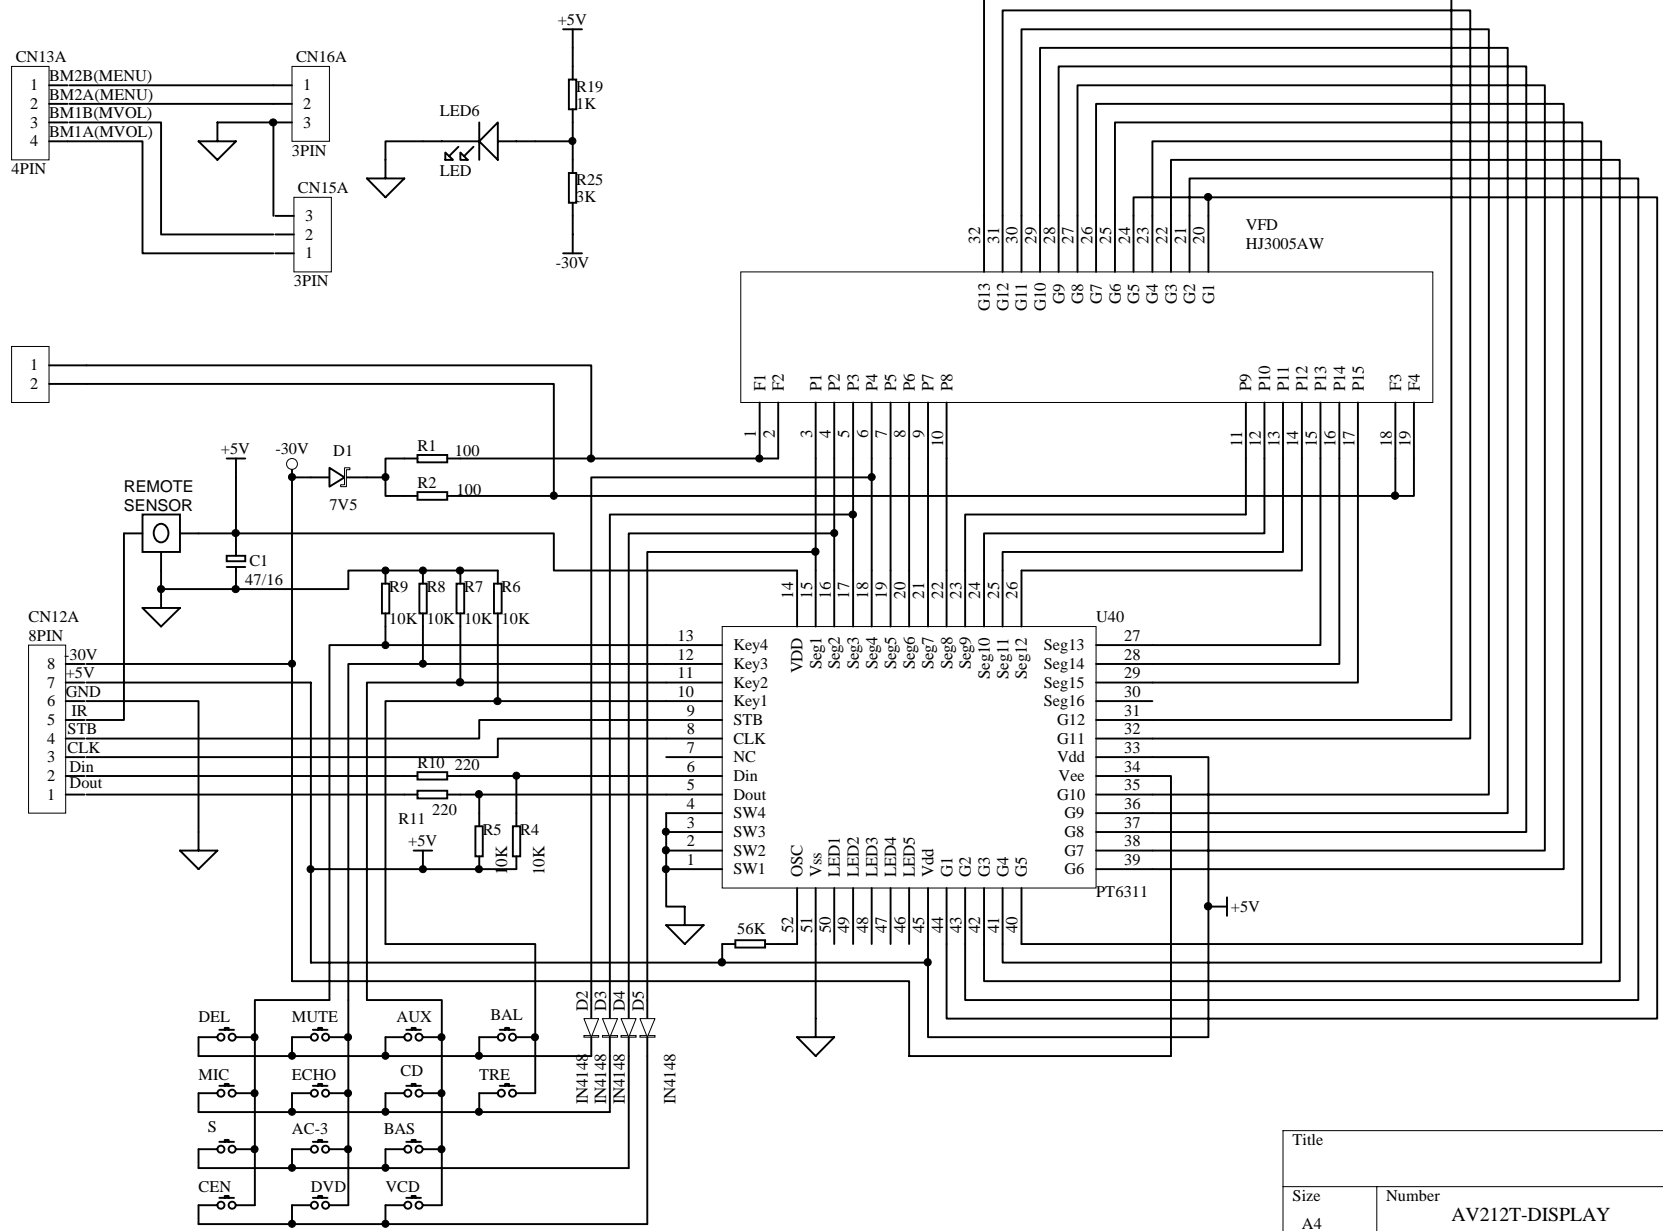 +5V
CN13A
CN16A
1 BM2B(MENU) 1
2 BM2A(MENU) 2
3 BM1B(MVOL) 3
4 BM1A(MVOL)
4PIN
3PIN
CN15A
3
2
1
3PIN
LED6
LED
R19
1K
R25
3K
-30V
32 31 30 29 28 27 26 25 24 23 22 21 20
VFD
HJ3005AW
G13 G12 G11 G10 G9 G8 G7 G6 G5 G4 G3 G2 G1
F1 F2 P1 P2 P3 P4 P5 P6 P7 P8 P9 P10 P11 P12 P13 P14 P15 F3 F4
1 2 3 4 5 6 7 8 9 10 11 12 13 14 15 16 17 18 19
1
2
+5V
-30V
D1
7V5
R1 100
R2 100
REMOTE
SENSOR
C1
47/16
R9 R8 R7 R6
10K 10K 10K 10K
CN12A
8PIN
8 -30V
7 +5V
6 GND
5 IR
4 STB
3 CLK
2 Din
1 Dout
R10 220
R11 220
+5V
R5 10K
R4 10K
14 15 16 17 18 19 20 21 22 23 24 25 26
U40
VDD Seg1 Seg2 Seg3 Seg4 Seg5 Seg6 Seg7 Seg8 Seg9 Seg10 Seg11 Seg12
13 Key4
12 Key3
11 Key2
10 Key1
9 STB
8 CLK
7 NC
6 Din
5 Dout
4 SW4
3 SW3
2 SW2
1 SW1
Seg13 27
Seg14 28
Seg15 29
Seg16 30
G12 31
G11 32
Vdd 33
Vee 34
G10 35
G9 36
G8 37
G7 38
G6 39
OSC Vss LED1 LED2 LED3 LED4 LED5 Vdd G1 G2 G3 G4 G5
PT6311
52 51 50 49 48 47 46 45 44 43 42 41 40
56K
+5V
D2 D3 D4 D5
IN4148 IN4148 IN4148 IN4148
DEL MUTE AUX BAL
MIC ECHO CD TRE
S AC-3 BAS
CEN DVD VCD
Title
Size Number
A4 AV212T-DISPLAY